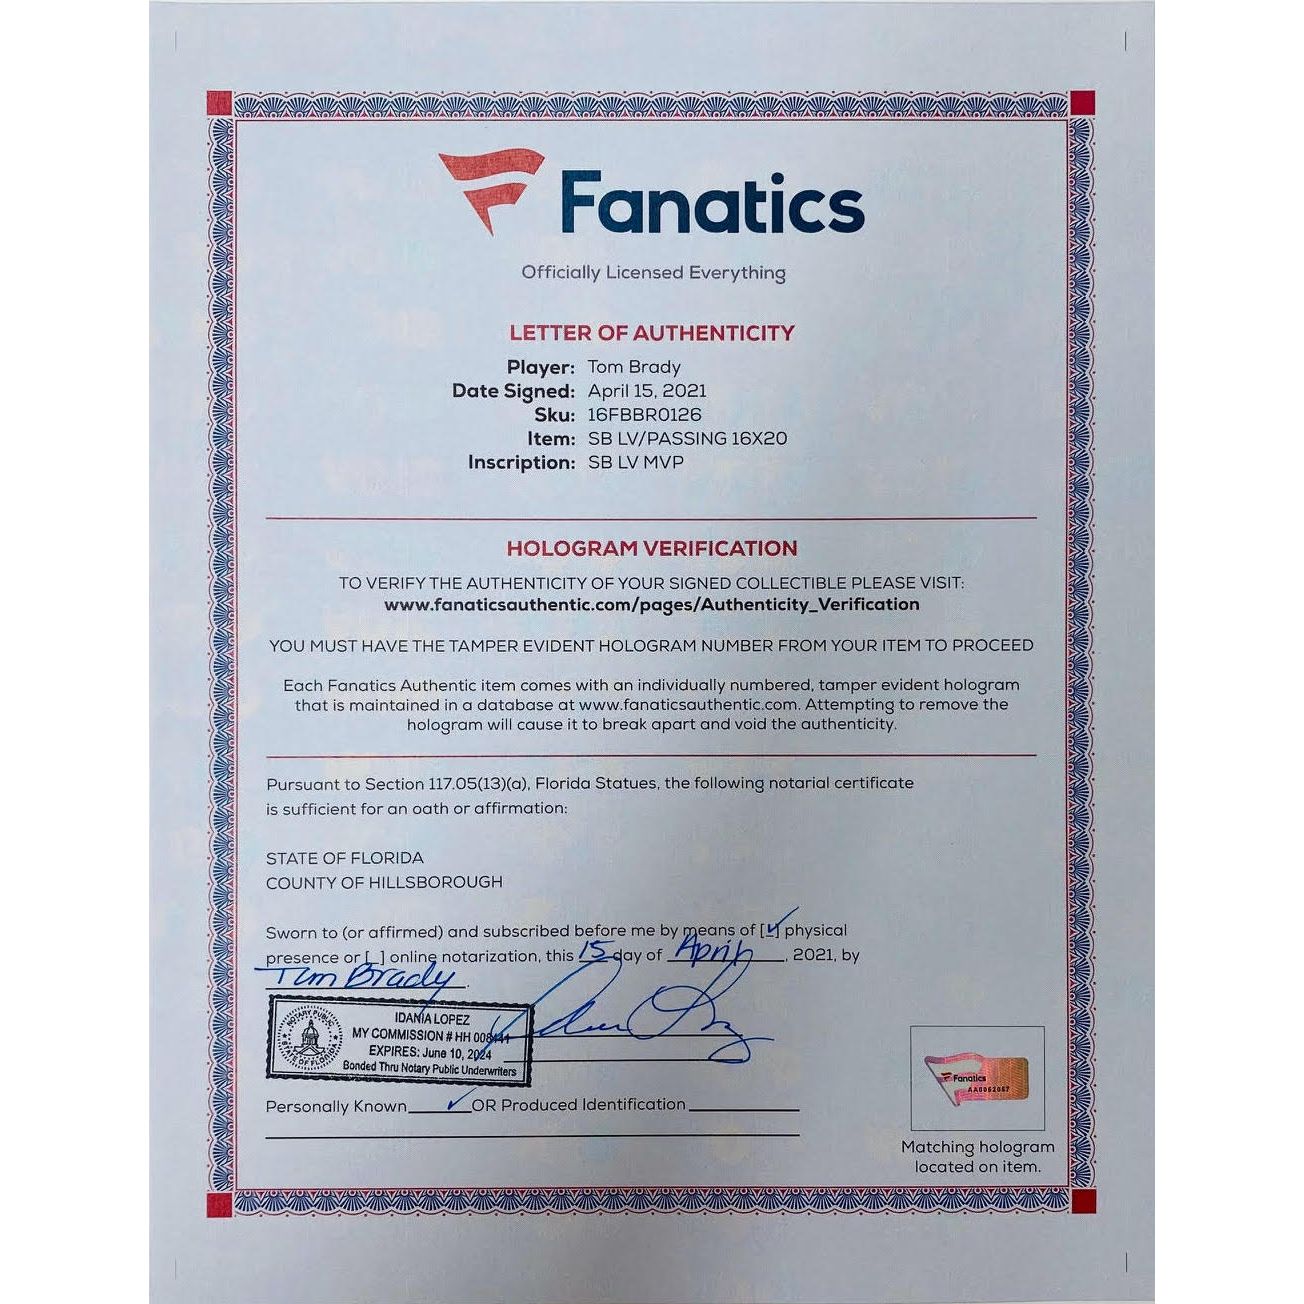 Fanatics
Officially Licensed Everything
LETTER OF AUTHENTICITY
Player: Tom Brady
Date Signed: April 15, 2021
Sku: 16FBBR0126
Item: SB LV/PASSING 16X20
Inscription: SB LV MVP
HOLOGRAM VERIFICATION
TO VERIFY THE AUTHENTICITY OF YOUR SIGNED COLLECTIBLE PLEASE VISIT:
www.fanaticsauthentic.com/pages/Authenticity_Verification
YOU MUST HAVE THE TAMPER EVIDENT HOLOGRAM NUMBER FROM YOUR ITEM TO PROCEED
Each Fanatics Authentic item comes with an individually numbered, tamper evident hologram
that is maintained in a database at www.fanaticsauthentic.com. Attempting to remove the
hologram will cause it to break apart and void the authenticity.
Pursuant to Section 117.05(13)(a), Florida Statues, the following notarial certificate
is sufficient for an oath or affirmation:
STATE OF FLORIDA
COUNTY OF HILLSBOROUGH
Sworn to (or affirmed) and subscribed before me by means of [✓] physical
presence or [_] online notarization, this 15 day of April, 2021, by
Tom Brady.
NOTARY PUBLIC
STATE OF FLORIDA
IDANIA LOPEZ
MY COMMISSION # HH
EXPIRES: June 10, 2024
Bonded Thru Notary Public Underwriters
Personally Known ✓ OR Produced Identification
Fanatics
Matching hologram
located on item.